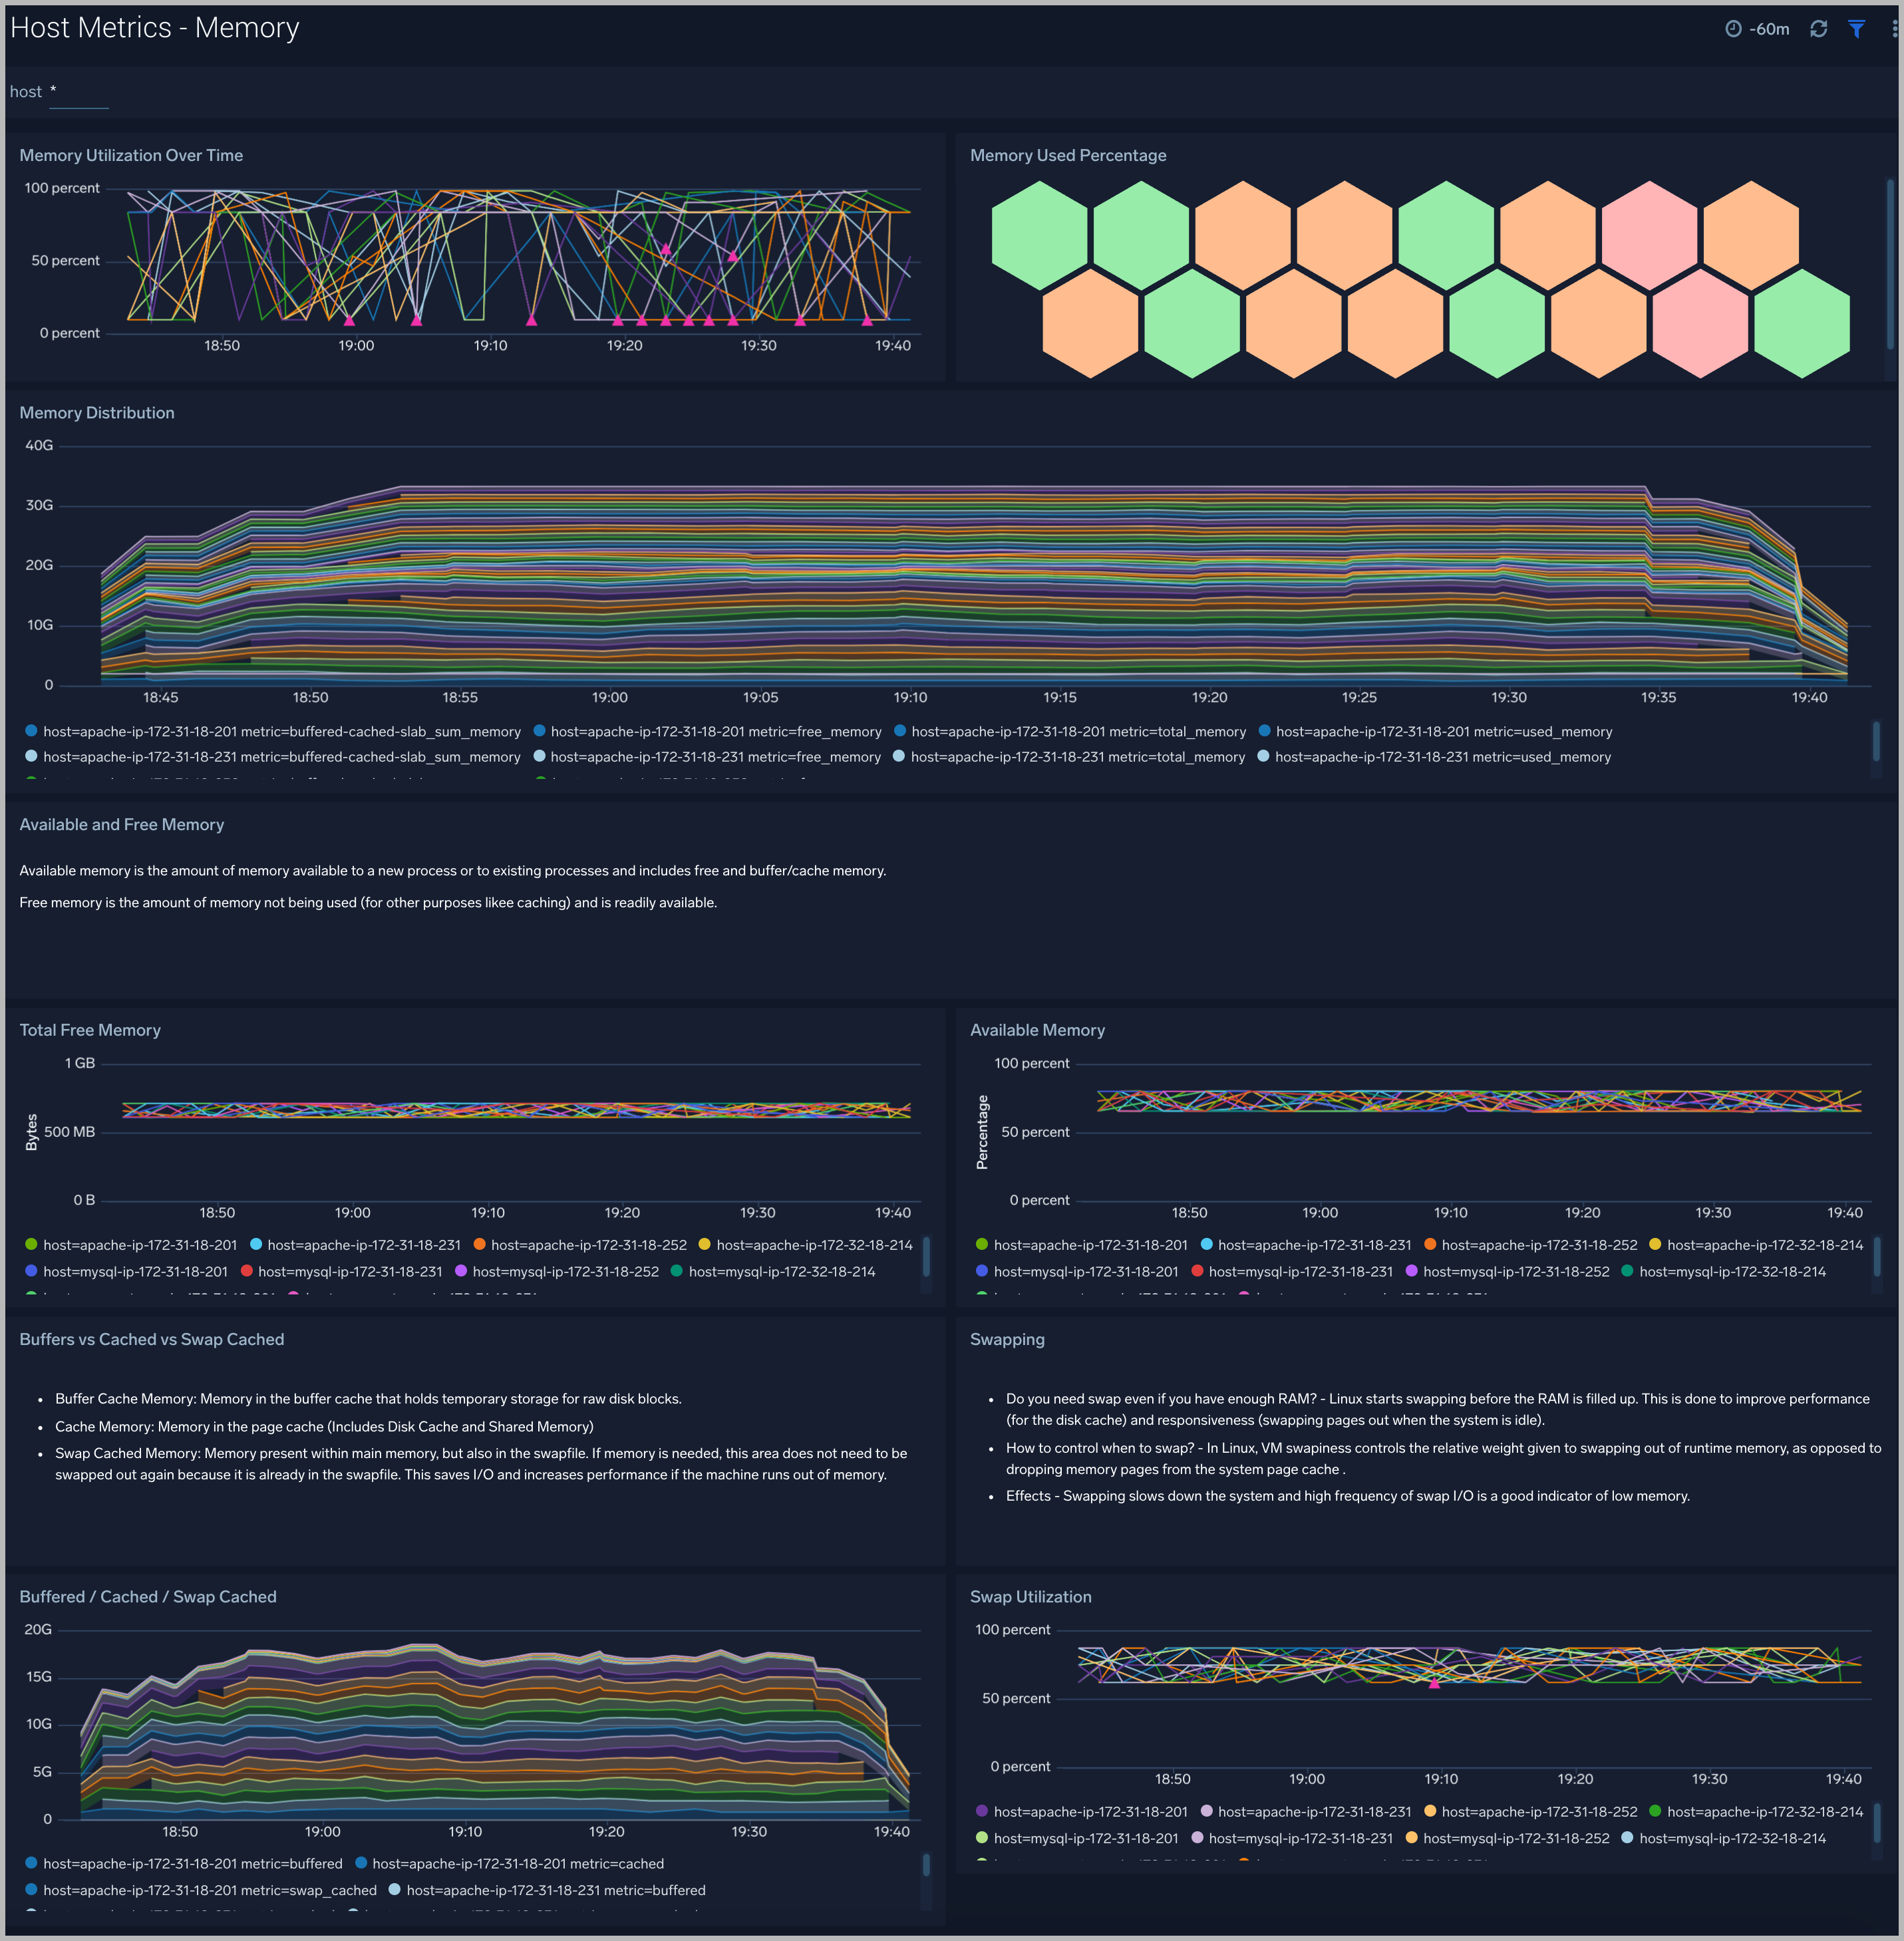 Host Metrics - Memory
-60m
host *
Memory Utilization Over Time
100 percent
50 percent
0 percent
18:50 19:00 19:10 19:20 19:30 19:40
Memory Used Percentage
Memory Distribution
40G
30G
20G
10G
0
18:45 18:50 18:55 19:00 19:05 19:10 19:15 19:20 19:25 19:30 19:35 19:40
host=apache-ip-172-31-18-201 metric=buffered-cached-slab_sum_memory host=apache-ip-172-31-18-201 metric=free_memory host=apache-ip-172-31-18-201 metric=total_memory host=apache-ip-172-31-18-201 metric=used_memory
host=apache-ip-172-31-18-231 metric=buffered-cached-slab_sum_memory host=apache-ip-172-31-18-231 metric=free_memory host=apache-ip-172-31-18-231 metric=total_memory host=apache-ip-172-31-18-231 metric=used_memory
Available and Free Memory
Available memory is the amount of memory available to a new process or to existing processes and includes free and buffer/cache memory.
Free memory is the amount of memory not being used (for other purposes likee caching) and is readily available.
Total Free Memory
1 GB
500 MB
0 B
Bytes
18:50 19:00 19:10 19:20 19:30 19:40
host=apache-ip-172-31-18-201 host=apache-ip-172-31-18-231 host=apache-ip-172-31-18-252 host=apache-ip-172-32-18-214
host=mysql-ip-172-31-18-201 host=mysql-ip-172-31-18-231 host=mysql-ip-172-31-18-252 host=mysql-ip-172-32-18-214
Available Memory
100 percent
50 percent
0 percent
Percentage
18:50 19:00 19:10 19:20 19:30 19:40
host=apache-ip-172-31-18-201 host=apache-ip-172-31-18-231 host=apache-ip-172-31-18-252 host=apache-ip-172-32-18-214
host=mysql-ip-172-31-18-201 host=mysql-ip-172-31-18-231 host=mysql-ip-172-31-18-252 host=mysql-ip-172-32-18-214
Buffers vs Cached vs Swap Cached
• Buffer Cache Memory: Memory in the buffer cache that holds temporary storage for raw disk blocks.
• Cache Memory: Memory in the page cache (Includes Disk Cache and Shared Memory)
• Swap Cached Memory: Memory present within main memory, but also in the swapfile. If memory is needed, this area does not need to be
swapped out again because it is already in the swapfile. This saves I/O and increases performance if the machine runs out of memory.
Swapping
• Do you need swap even if you have enough RAM? - Linux starts swapping before the RAM is filled up. This is done to improve performance
(for the disk cache) and responsiveness (swapping pages out when the system is idle).
• How to control when to swap? - In Linux, VM swapiness controls the relative weight given to swapping out of runtime memory, as opposed to
dropping memory pages from the system page cache .
• Effects - Swapping slows down the system and high frequency of swap I/O is a good indicator of low memory.
Buffered / Cached / Swap Cached
20G
15G
10G
5G
0
18:50 19:00 19:10 19:20 19:30 19:40
host=apache-ip-172-31-18-201 metric=buffered host=apache-ip-172-31-18-201 metric=cached
host=apache-ip-172-31-18-201 metric=swap_cached host=apache-ip-172-31-18-231 metric=buffered
Swap Utilization
100 percent
50 percent
0 percent
18:50 19:00 19:10 19:20 19:30 19:40
host=apache-ip-172-31-18-201 host=apache-ip-172-31-18-231 host=apache-ip-172-31-18-252 host=apache-ip-172-32-18-214
host=mysql-ip-172-31-18-201 host=mysql-ip-172-31-18-231 host=mysql-ip-172-31-18-252 host=mysql-ip-172-32-18-214